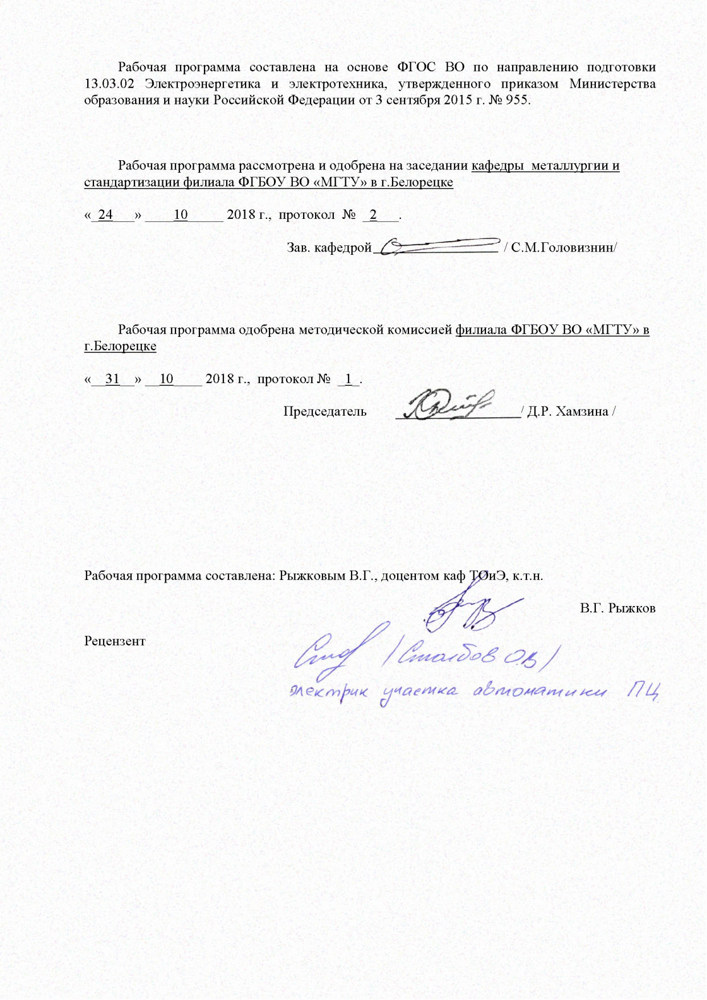 Рабочая программа составлена на основе ФГОС ВО по направлению подготовки
13.03.02 Электроэнергетика и электротехника, утвержденного приказом Министерства
образования и науки Российской Федерации от 3 сентября 2015 г. № 955.
Рабочая программа рассмотрена и одобрена на заседании кафедры металлургии и
стандартизации филиала ФГБОУ ВО «МГТУ» в г.Белорецке
«_24___» ____10_____ 2018 г., протокол № _2___.
Зав. кафедрой / С.М.Головизнин/
Рабочая программа одобрена методической комиссией филиала ФГБОУ ВО «МГТУ» в
г.Белорецке
«__31__» __10____ 2018 г., протокол № _1_.
Председатель / Д.Р. Хамзина /
Рабочая программа составлена: Рыжковым В.Г., доцентом каф ТОиЭ, к.т.н.
В.Г. Рыжков
Рецензент
/Столбов О.В/
электрик участка автоматики ПЦ